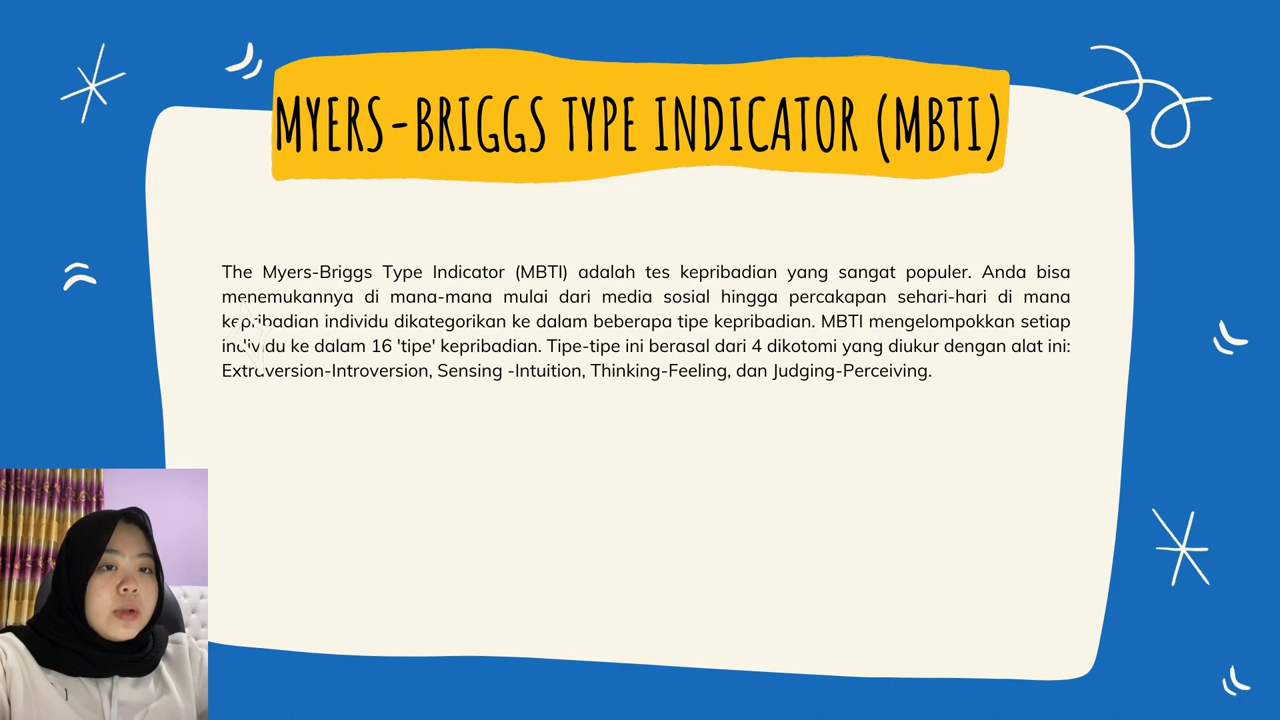 MYERS-BRIGGS TYPE INDICATOR (MBTI)
The Myers-Briggs Type Indicator (MBTI) adalah tes kepribadian yang sangat populer. Anda bisa
menemukannya di mana-mana mulai dari media sosial hingga percakapan sehari-hari di mana
kepribadian individu dikategorikan ke dalam beberapa tipe kepribadian. MBTI mengelompokkan setiap
individu ke dalam 16 'tipe' kepribadian. Tipe-tipe ini berasal dari 4 dikotomi yang diukur dengan alat ini:
Extraversion-Introversion, Sensing -Intuition, Thinking-Feeling, dan Judging-Perceiving.